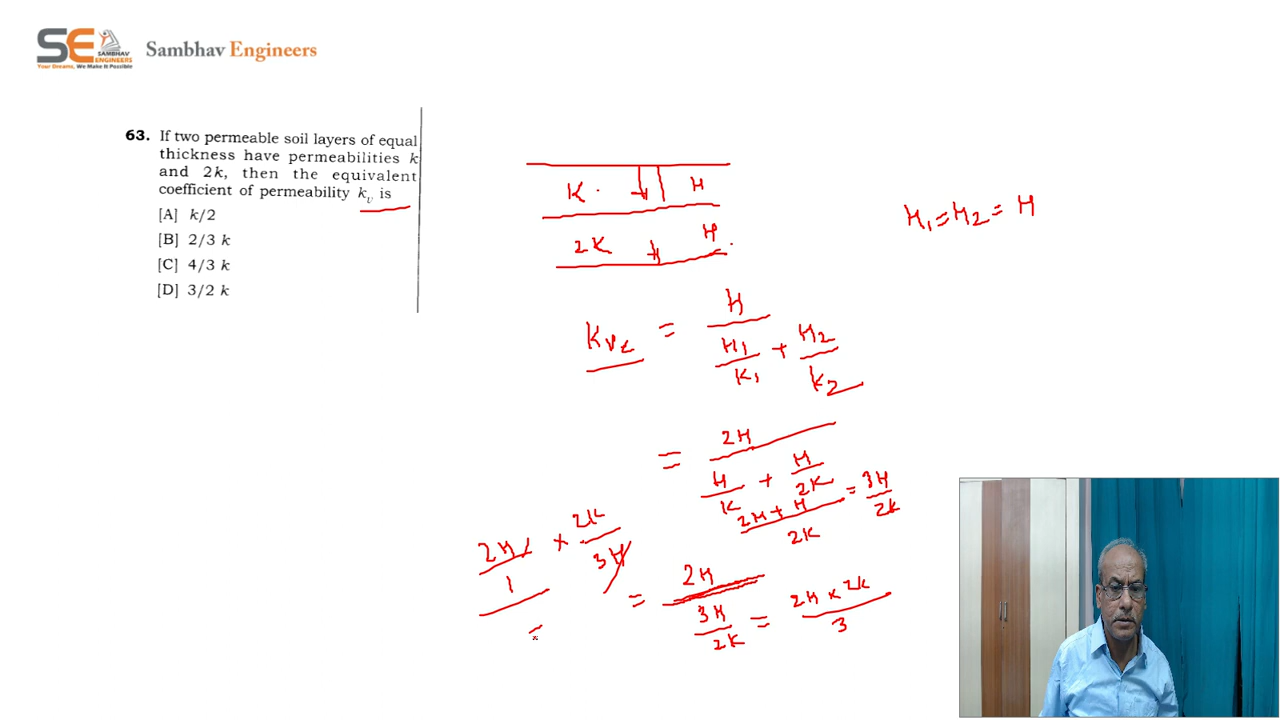 SE
SAMBHAV
ENGINEERS
Your Dreams, We Make It Possible
Sambhav Engineers
63. If two permeable soil layers of equal
thickness have permeabilities k
and 2k, then the equivalent
coefficient of permeability kv is
[A] k/2
[B] 2/3 k
[C] 4/3 k
[D] 3/2 k
K. H
2K H.
H1 = H2 = H
H
H1/K1 + H2/K2
= 2H
H/K + H/2K
2H + H/2K = 3H/2K
2H/1 × 2K/3H
= 2H
3H/2K
= 2H × 2K/3
=